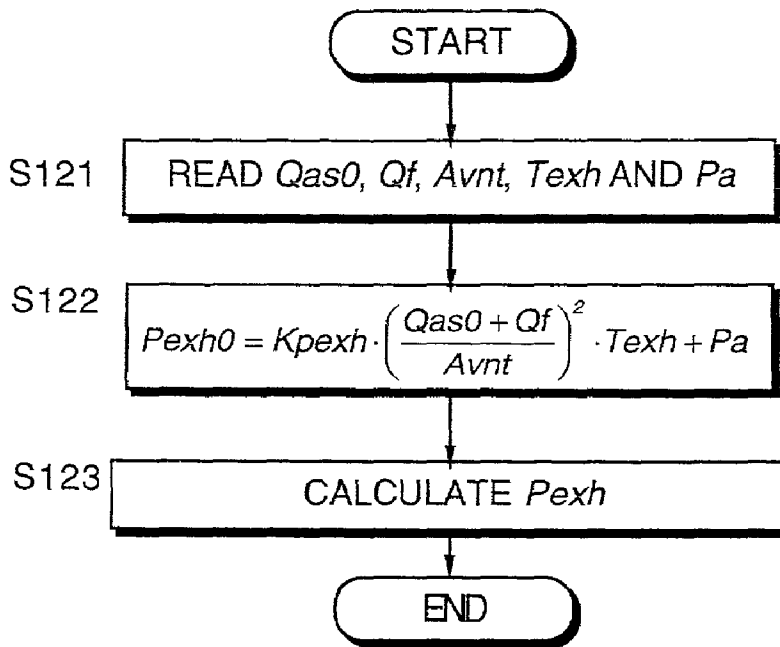 START
S121
READ Qas0, Qf, Avnt, Texh AND Pa
S122
Pexh0 = Kpexh · (Qas0 + Qf / Avnt)² · Texh + Pa
S123
CALCULATE Pexh
END